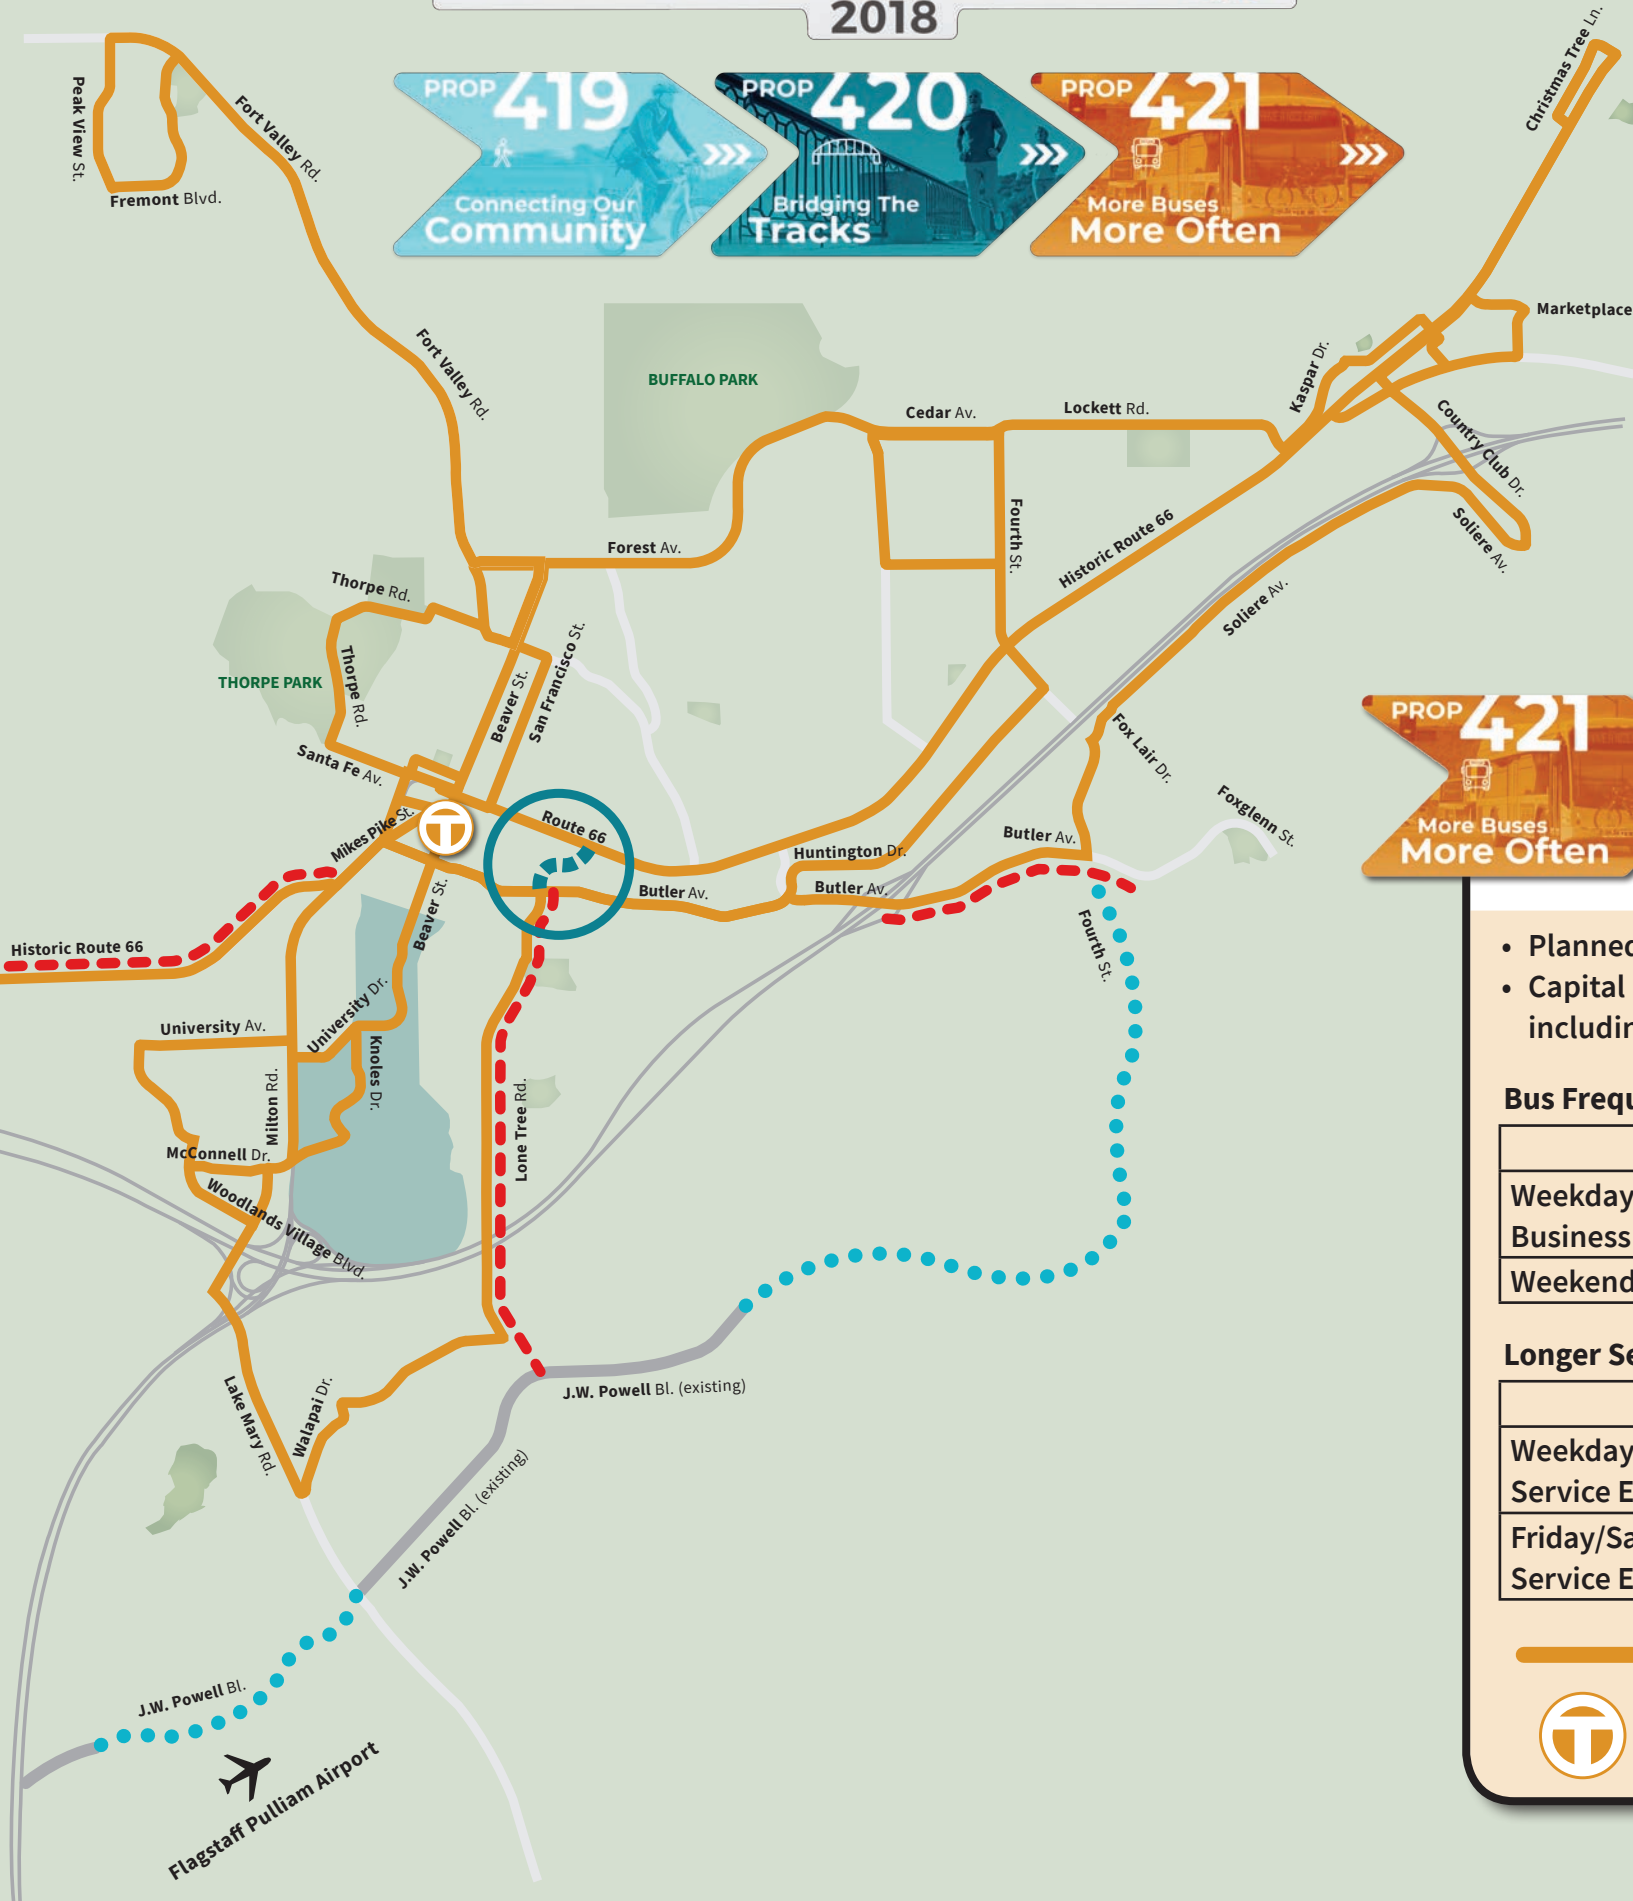 2018
PROP 419
Connecting Our
Community
PROP 420
Bridging The
Tracks
PROP 421
More Buses
More Often
Christmas Tree Ln.
Peak View St.
Fort Valley Rd.
Fremont Blvd.
Fort Valley Rd.
BUFFALO PARK
Marketplace
Kaspar Dr.
Cedar Av.
Lockett Rd.
Country Club Dr.
Soliere Av.
Fourth St.
Historic Route 66
Forest Av.
Thorpe Rd.
Soliere Av.
THORPE PARK
Thorpe Rd.
Beaver St.
San Francisco St.
Santa Fe Av.
Fox Lair Dr.
PROP 421
More Buses
More Often
Mikes Pike St.
Route 66
Foxglenn St.
Huntington Dr.
Butler Av.
Butler Av.
Butler Av.
Historic Route 66
Beaver St.
Fourth St.
University Av.
University Dr.
Knoles Dr.
Milton Rd.
Lone Tree Rd.
McConnell Dr.
Woodlands Village Blvd.
Lake Mary Rd.
Walapai Dr.
J.W. Powell Bl. (existing)
J.W. Powell Bl. (existing)
J.W. Powell Bl.
Flagstaff Pulliam Airport
• Planned
• Capital
includin
Bus Frequ
Weekday
Business
Weekend
Longer Se
Weekday
Service E
Friday/Sa
Service E